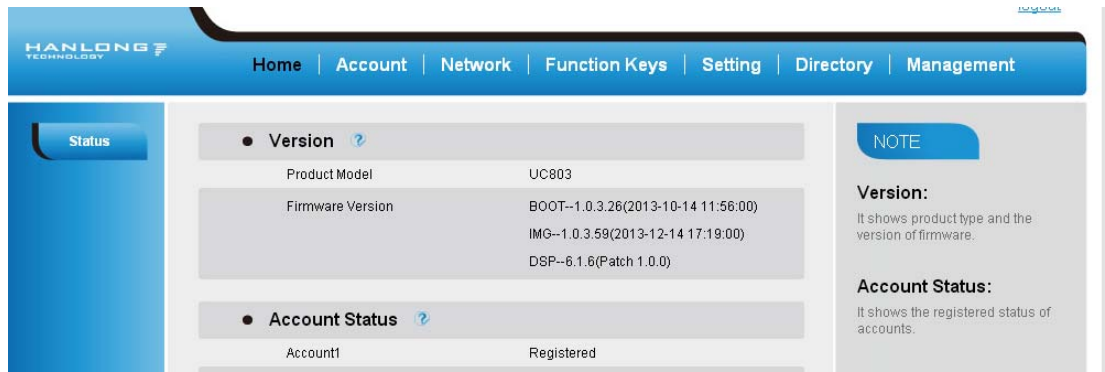 logout
HANLONG
TECHNOLOGY
Home | Account | Network | Function Keys | Setting | Directory | Management
Status
Version
Product Model UC803
Firmware Version BOOT--1.0.3.26(2013-10-14 11:56:00)
IMG--1.0.3.59(2013-12-14 17:19:00)
DSP--6.1.6(Patch 1.0.0)
Account Status
Account1 Registered
NOTE
Version:
It shows product type and the
version of firmware.
Account Status:
It shows the registered status of
accounts.